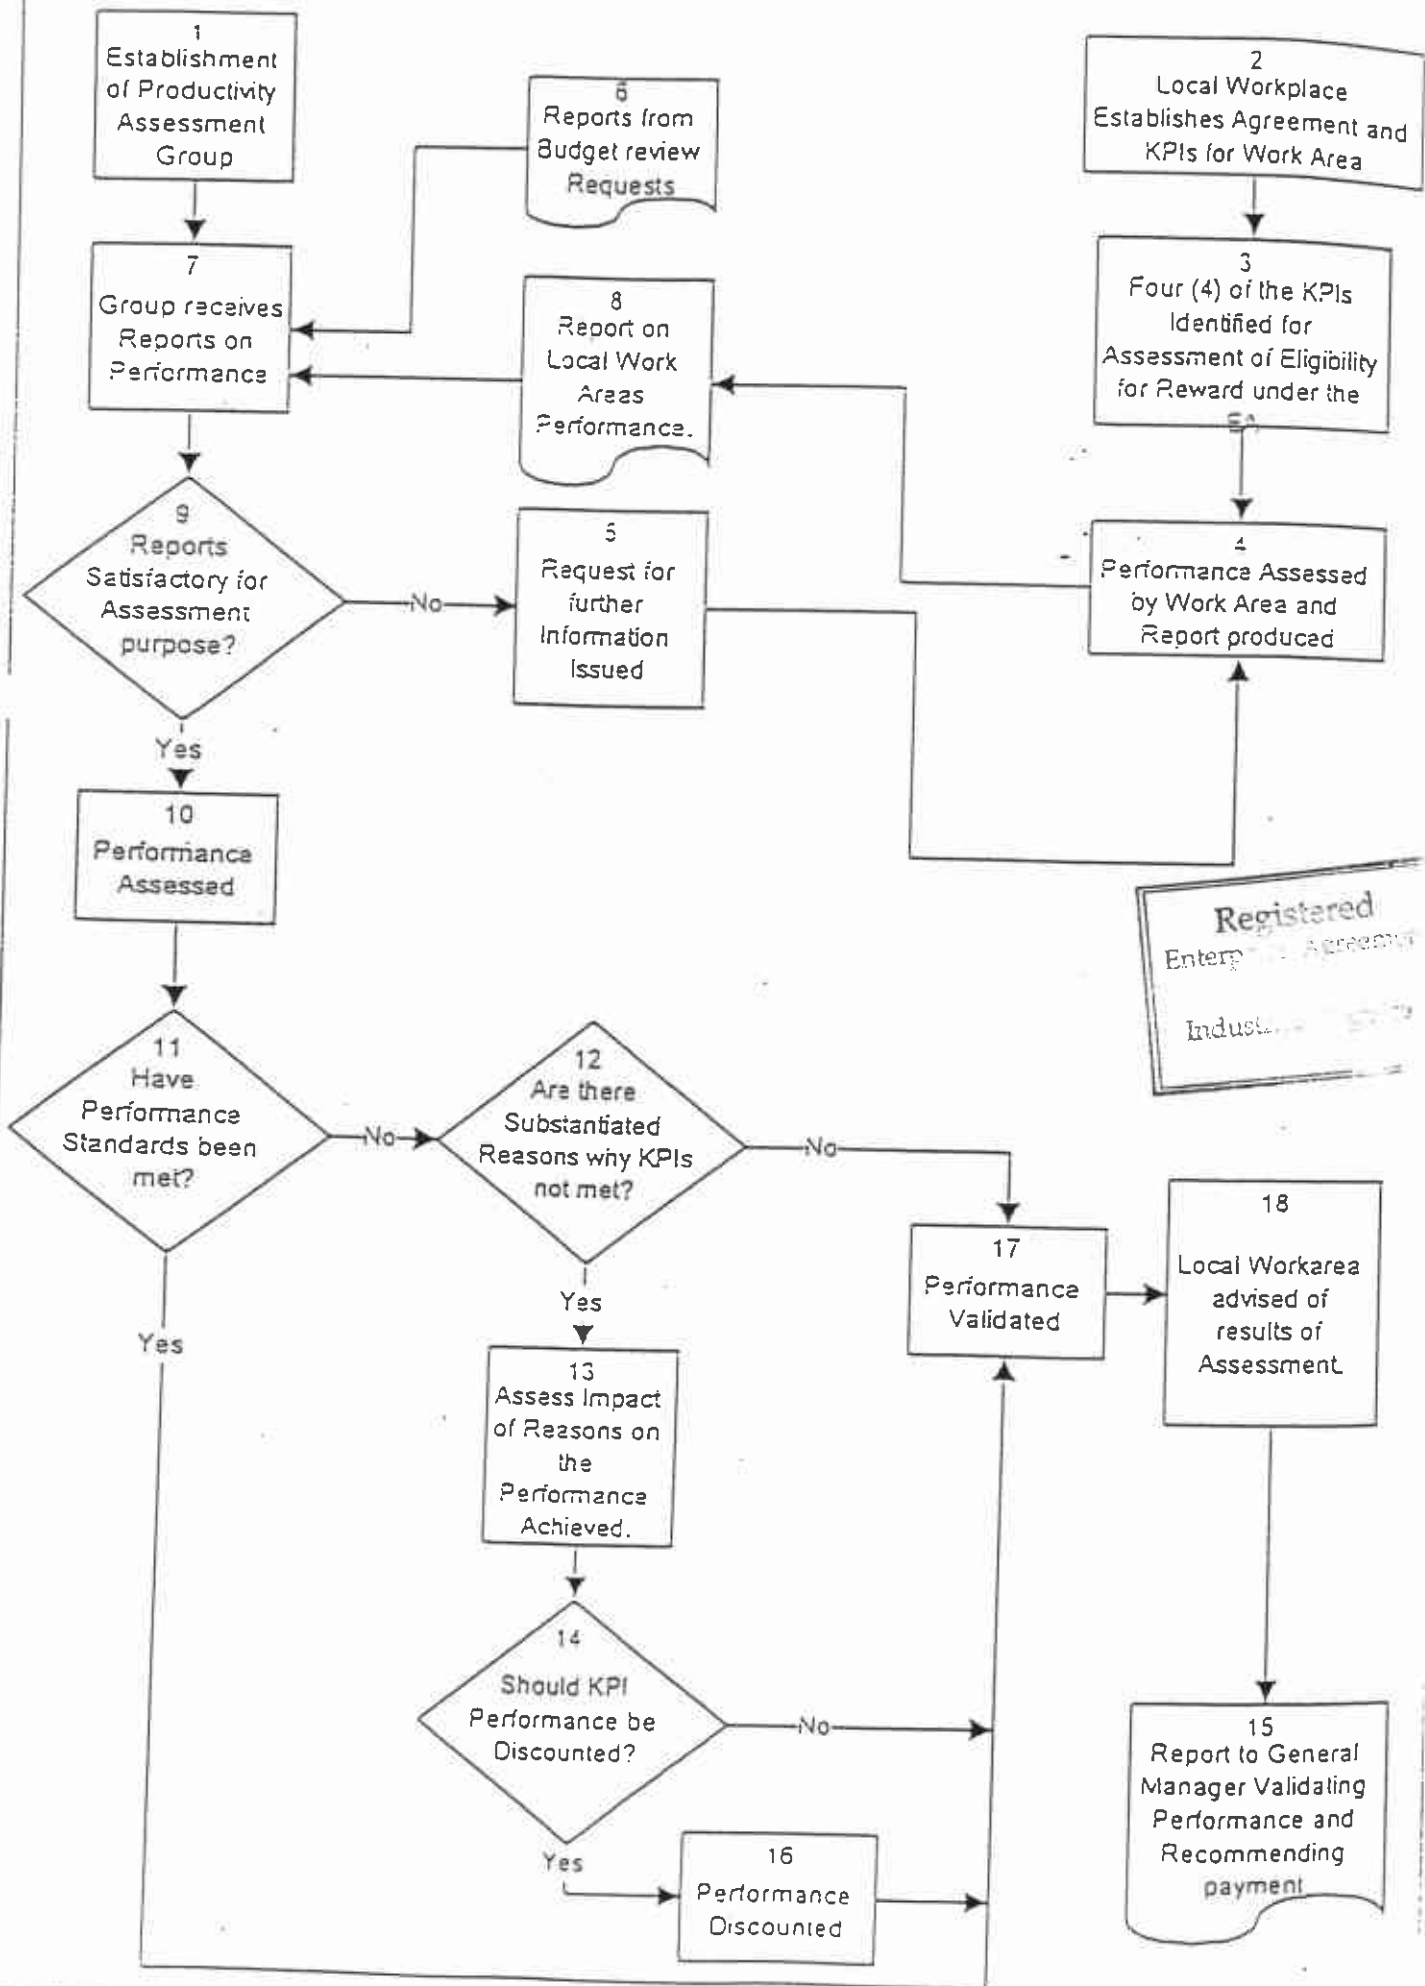 1
Establishment
of Productivity
Assessment
Group
2
Local Workplace
Establishes Agreement and
KPIs for Work Area
6
Reports from
Budget review
Requests
7
Group receives
Reports on
Performance
8
Report on
Local Work
Areas
Performance.
3
Four (4) of the KPIs
Identified for
Assessment of Eligibility
for Reward under the
EA
9
Reports
Satisfactory for
Assessment
purpose?
No
5
Request for
further
Information
Issued
4
Performance Assessed
by Work Area and
Report produced
Yes
10
Performance
Assessed
Registered
11
Have
Performance
Standards been
met?
No
12
Are there
Substantiated
Reasons why KPIs
not met?
No
17
Performance
Validated
18
Local Workarea
advised of
results of
Assessment.
Yes
Yes
13
Assess Impact
of Reasons on
the
Performance
Achieved.
14
Should KPI
Performance be
Discounted?
No
Yes
16
Performance
Discounted
15
Report to General
Manager Validating
Performance and
Recommending
payment